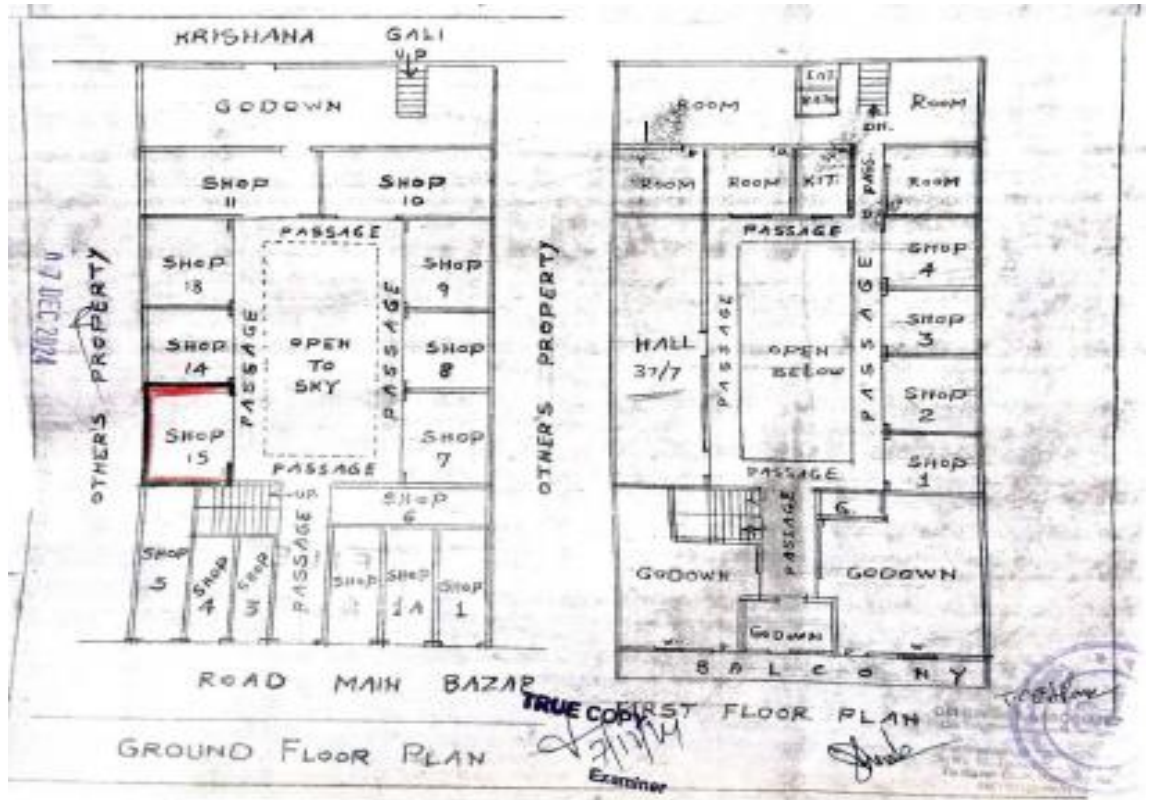 KRISHANA GALI
UP
GODOWN
SHOP 11
SHOP 10
PASSAGE
SHOP
SHOP 9
PASSAGE
OPEN TO SKY
PASSAGE
SHOP 14
SHOP 8
SHOP 15
SHOP 7
PASSAGE
UP
SHOP 6
PASSAGE
SHOP 5
SHOP 4
SHOP 3
SHOP
SHOP
SHOP 1
OTHER'S PROPERTY
DEC 2024
OTHER'S PROPERTY
ROAD MAIN BAZAR
GROUND FLOOR PLAN
ROOM
ROOM
DN.
ROOM
ROOM
KIT.
PASS.
ROOM
PASSAGE
SHOP 4
SHOP 3
SHOP 2
SHOP 1
HALL 37/7
PASSAGE
OPEN BELOW
PASSAGE
PASSAGE
PASSAGE
GODOWN
GODOWN
GODOWN
BALCONY
FIRST FLOOR PLAN
TRUE COPY
Examiner